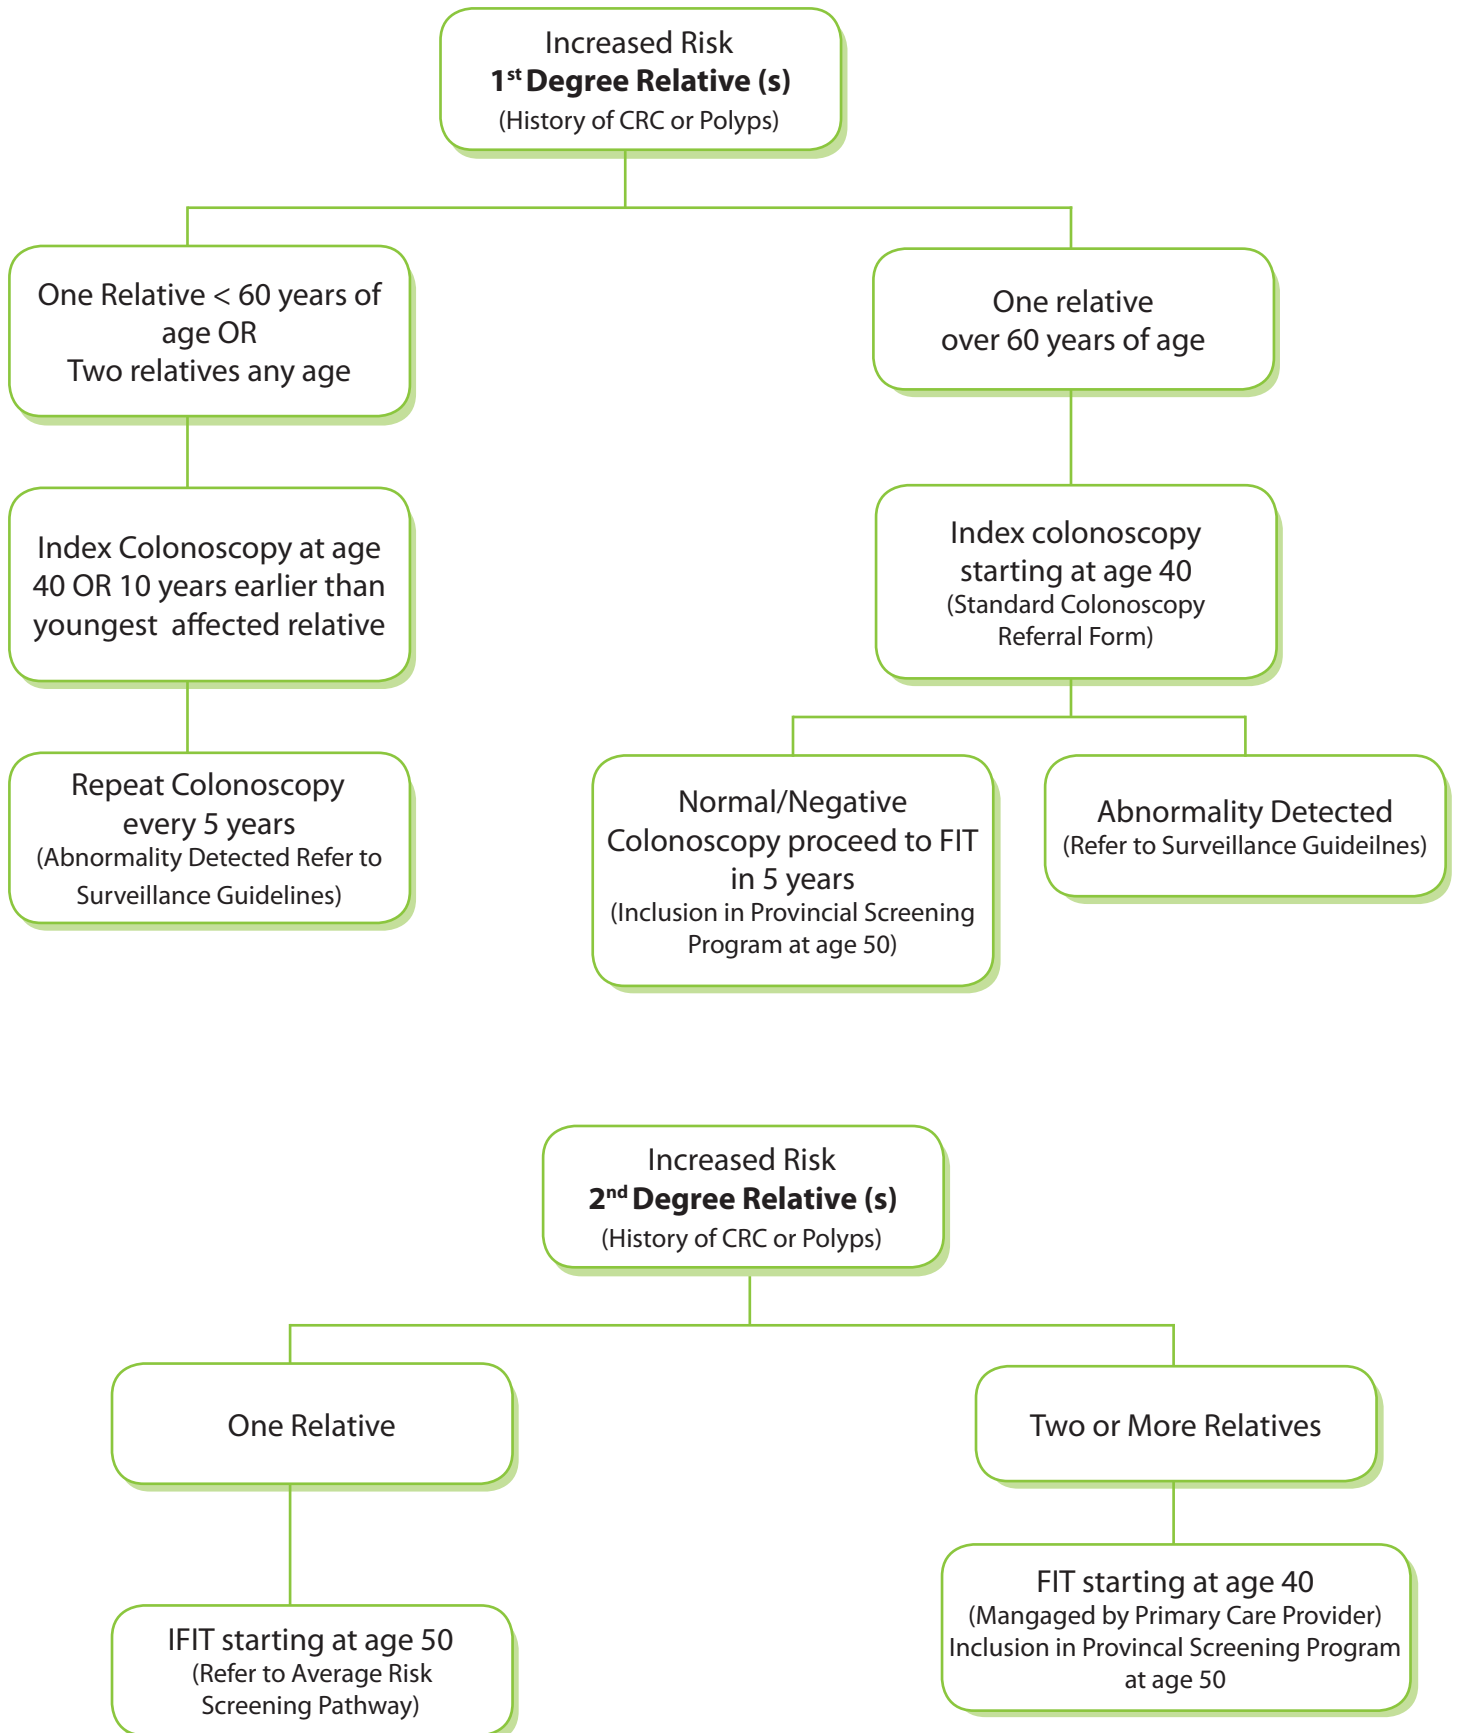 Increased Risk
1st Degree Relative (s)
(History of CRC or Polyps)
One Relative < 60 years of
age OR
Two relatives any age
One relative
over 60 years of age
Index Colonoscopy at age
40 OR 10 years earlier than
youngest affected relative
Index colonoscopy
starting at age 40
(Standard Colonoscopy
Referral Form)
Repeat Colonoscopy
every 5 years
(Abnormality Detected Refer to
Surveillance Guidelines)
Normal/Negative
Colonoscopy proceed to FIT
in 5 years
(Inclusion in Provincial Screening
Program at age 50)
Abnormality Detected
(Refer to Surveillance Guideilnes)
Increased Risk
2nd Degree Relative (s)
(History of CRC or Polyps)
One Relative
Two or More Relatives
IFIT starting at age 50
(Refer to Average Risk
Screening Pathway)
FIT starting at age 40
(Mangaged by Primary Care Provider)
Inclusion in Provincal Screening Program
at age 50